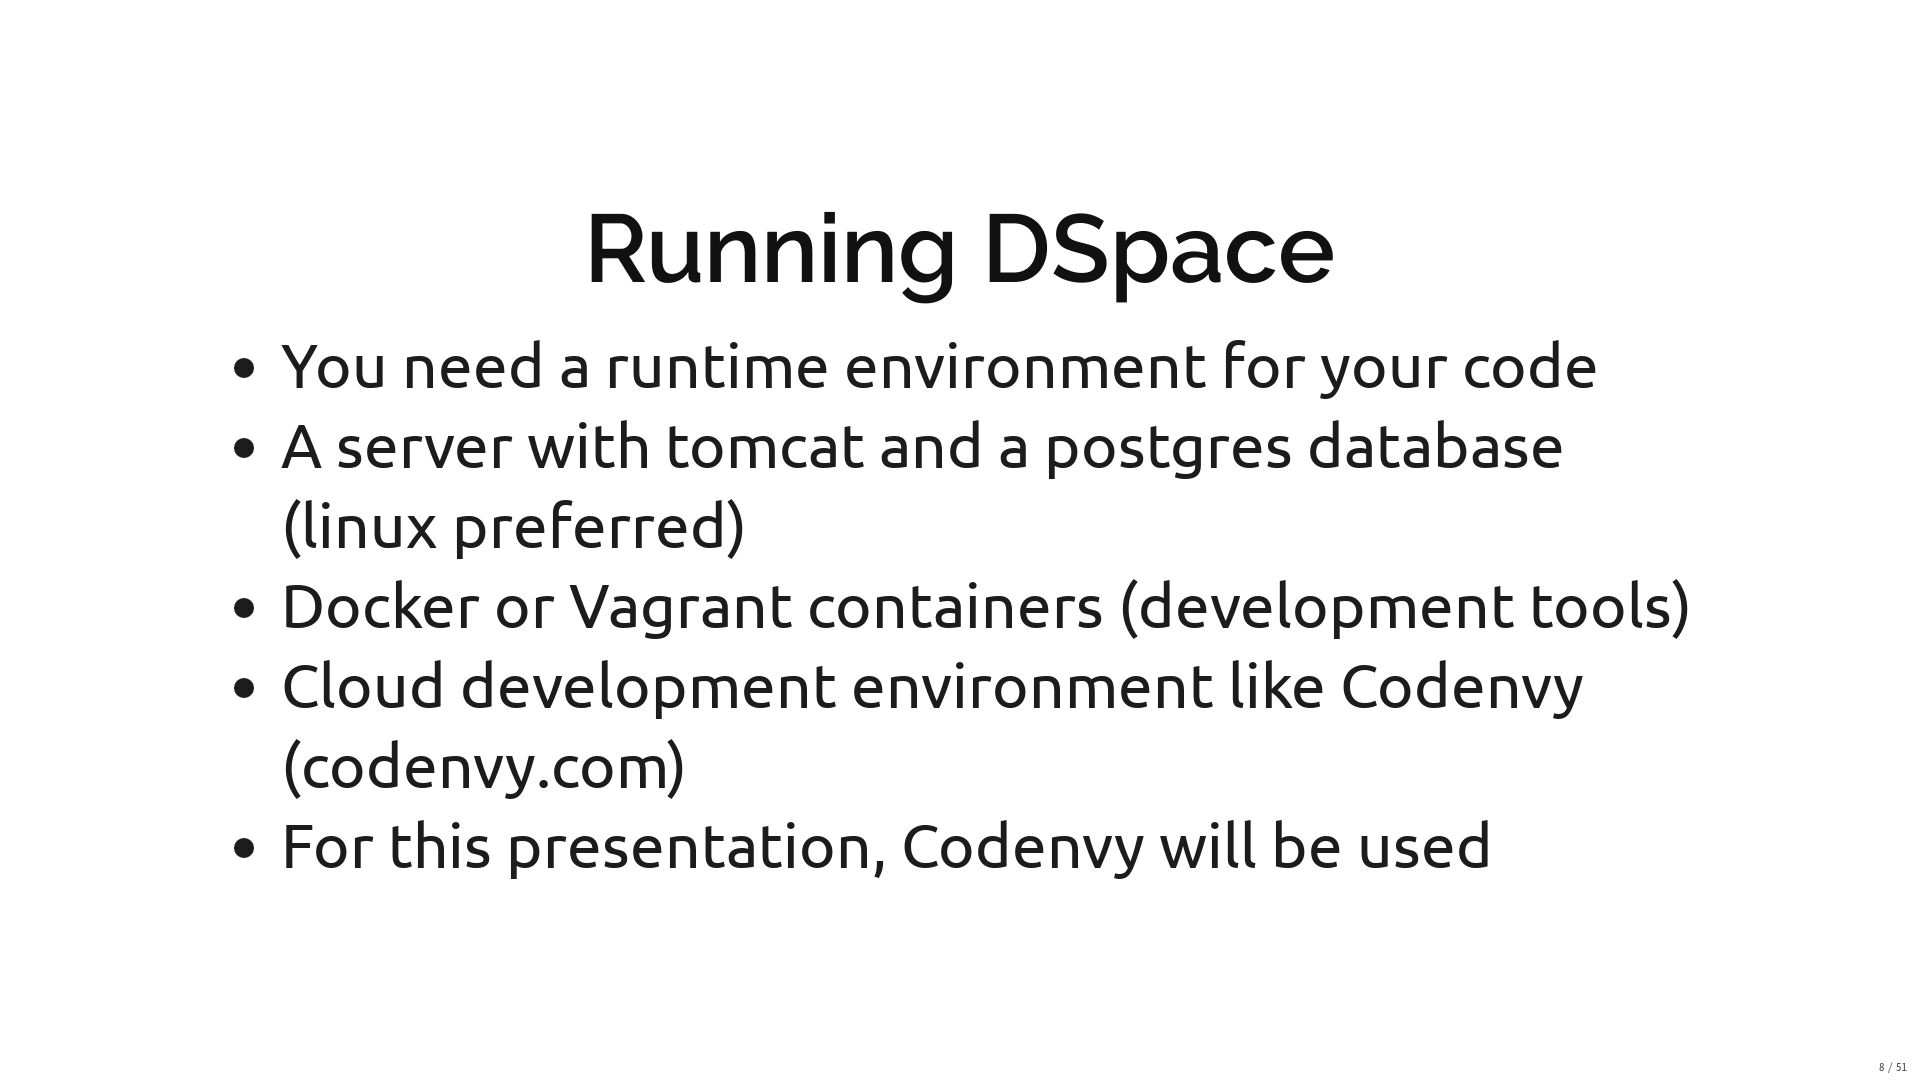 Running DSpace
• You need a runtime environment for your code
• A server with tomcat and a postgres database
(linux preferred)
• Docker or Vagrant containers (development tools)
• Cloud development environment like Codenvy
(codenvy.com)
• For this presentation, Codenvy will be used
8 / 51